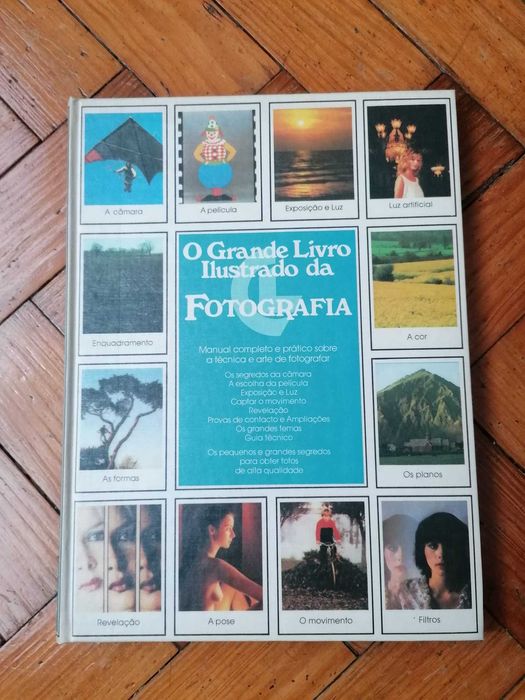 A câmara
A película
Exposição e Luz
Luz artificial
Enquadramento
O Grande Livro
Ilustrado da
FOTOGRAFIA
A cor
Manual completo e prático sobre
a técnica e arte de fotografar
Os segredos da câmara
A escolha da película
Exposição e Luz
Captar o movimento
Revelação
Provas de contacto e Ampliações
Os grandes temas
Guia técnico
Os pequenos e grandes segredos
para obter fotos
de alta qualidade
As formas
Os planos
Revelação
A pose
O movimento
Filtros